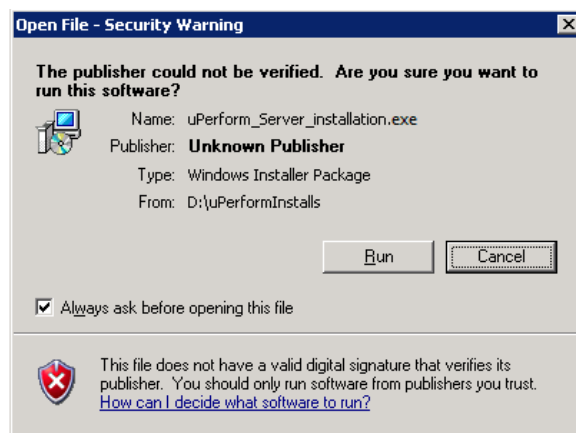 Open File - Security Warning
The publisher could not be verified.  Are you sure you want to
run this software?
Name: uPerform_Server_installation.exe
Publisher: Unknown Publisher
Type: Windows Installer Package
From: D:\uPerformInstalls
Run Cancel
Always ask before opening this file
This file does not have a valid digital signature that verifies its
publisher.  You should only run software from publishers you trust.
How can I decide what software to run?